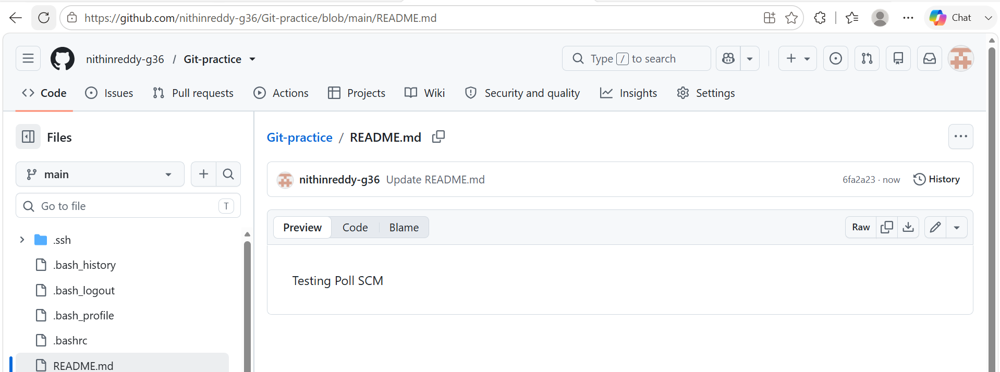 https://github.com/nithinreddy-g36/Git-practice/blob/main/README.md
Chat
nithinreddy-g36 / Git-practice
Type / to search
Code Issues Pull requests Actions Projects Wiki Security and quality Insights Settings
Files
Git-practice / README.md
main
nithinreddy-g36 Update README.md 6fa2a23 · now History
Go to file T
Preview Code Blame Raw
.ssh
.bash_history
Testing Poll SCM
.bash_logout
.bash_profile
.bashrc
README.md